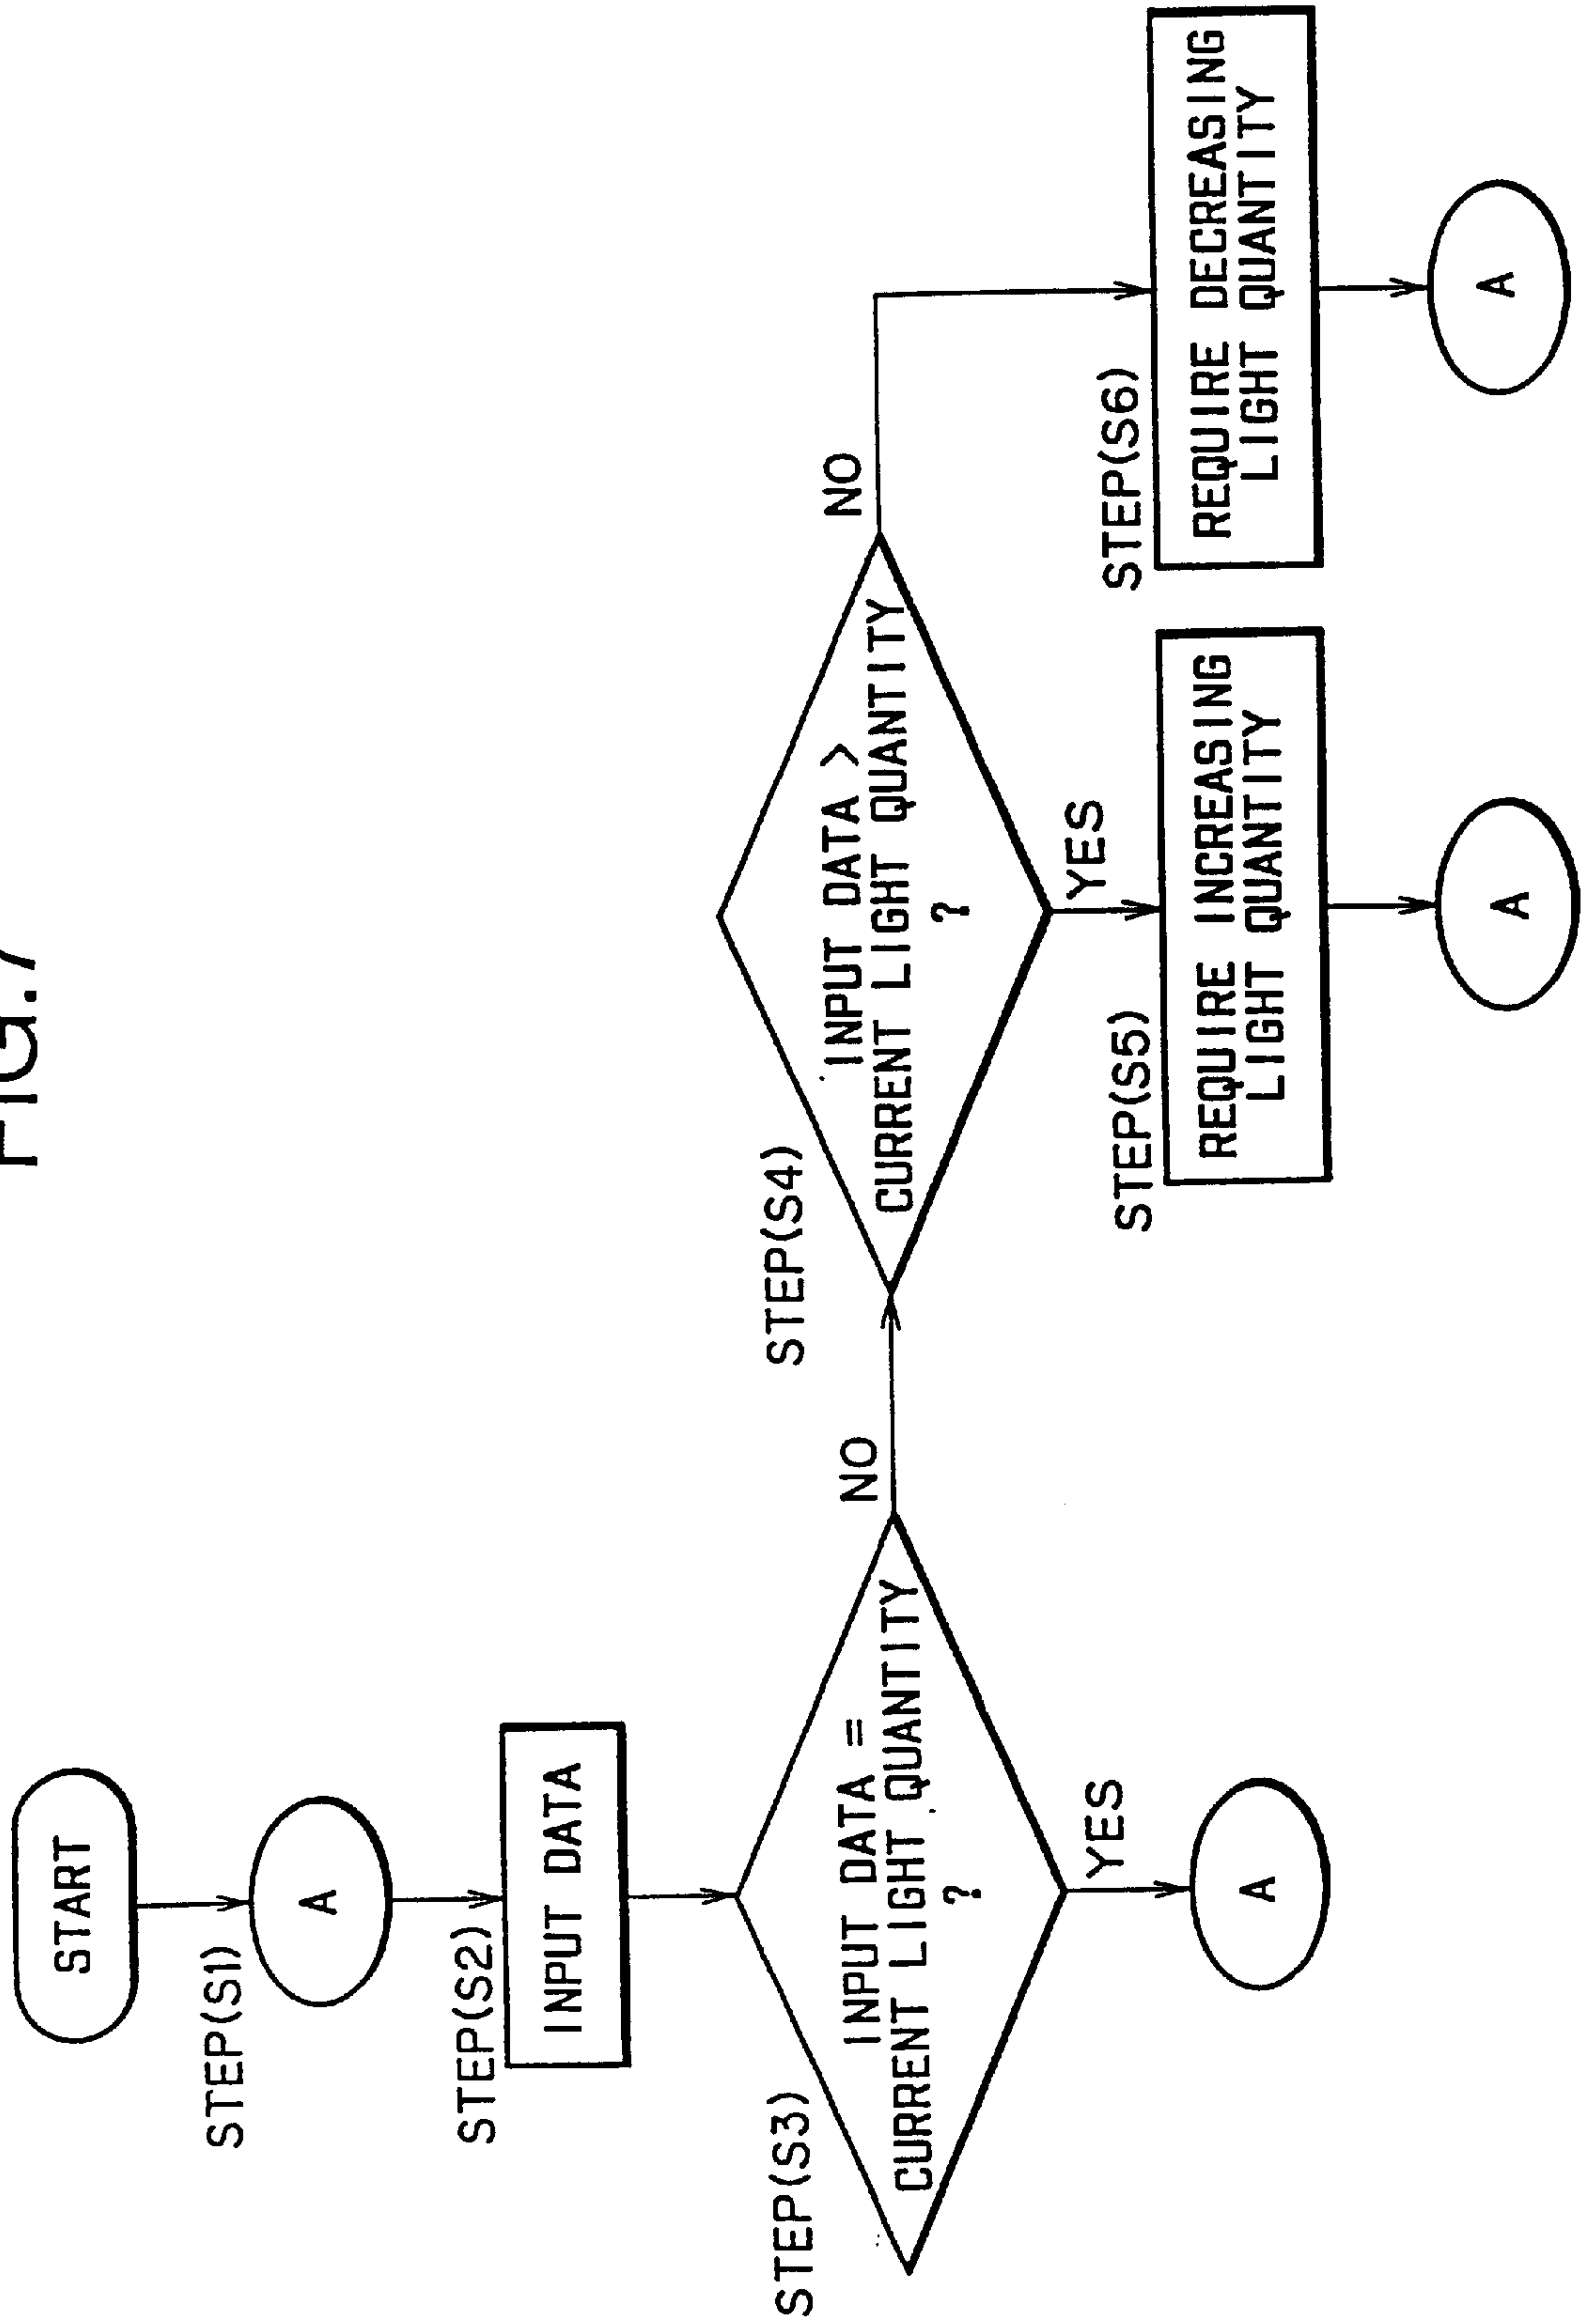 FIG.7
START
STEP(S1)
A
STEP(S2)
INPUT DATA
STEP(S3)
INPUT DATA =
CURRENT LIGHT QUANTITY
?
NO
YES
A
STEP(S4)
INPUT DATA >
CURRENT LIGHT QUANTITY
?
NO
YES
STEP(S5)
REQUIRE INCREASING
LIGHT QUANTITY
A
STEP(S6)
REQUIRE DECREASING
LIGHT QUANTITY
A